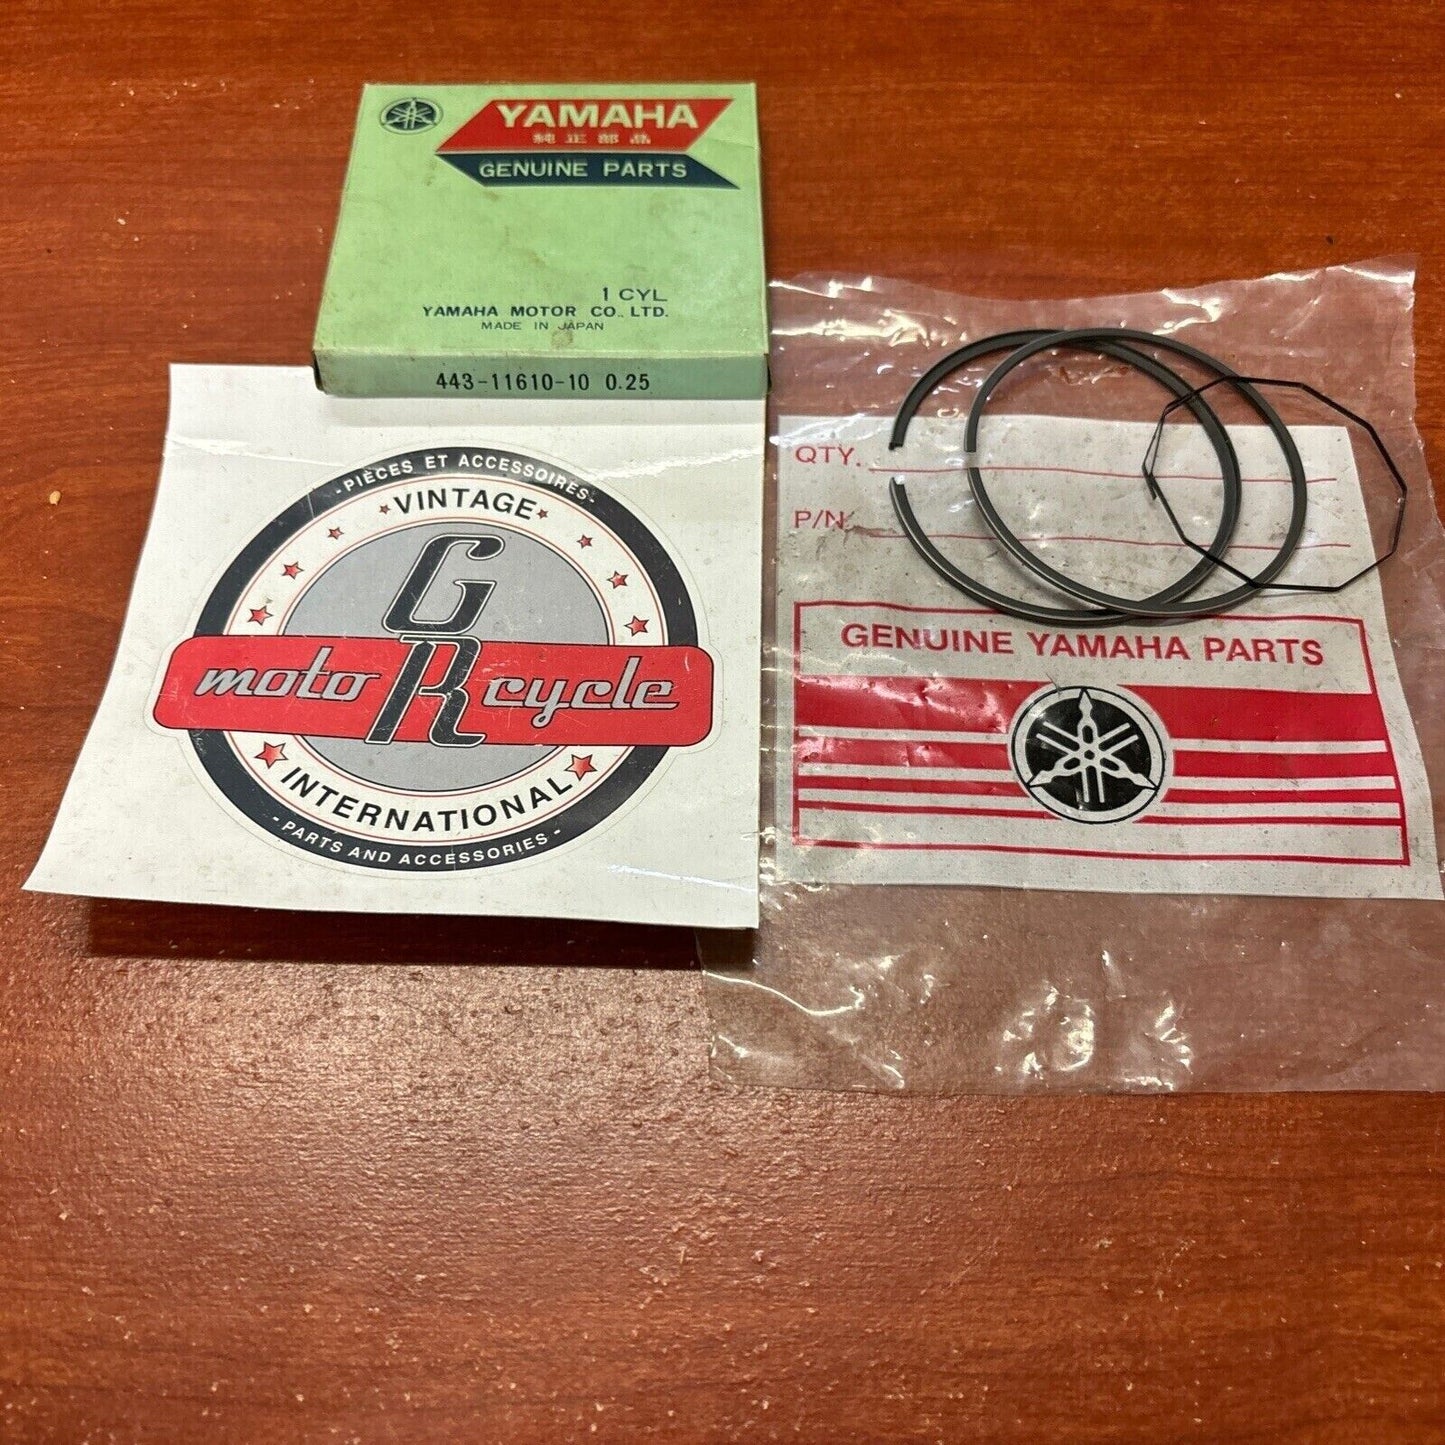 YAMAHA
純正部品
GENUINE PARTS
1 CYL
YAMAHA MOTOR CO., LTD.
MADE IN JAPAN
443-11610-10 0.25
- PIÈCES ET ACCESSOIRES -
VINTAGE
G
moto R cycle
INTERNATIONAL
- PARTS AND ACCESSORIES -
QTY.
P/N.
GENUINE YAMAHA PARTS